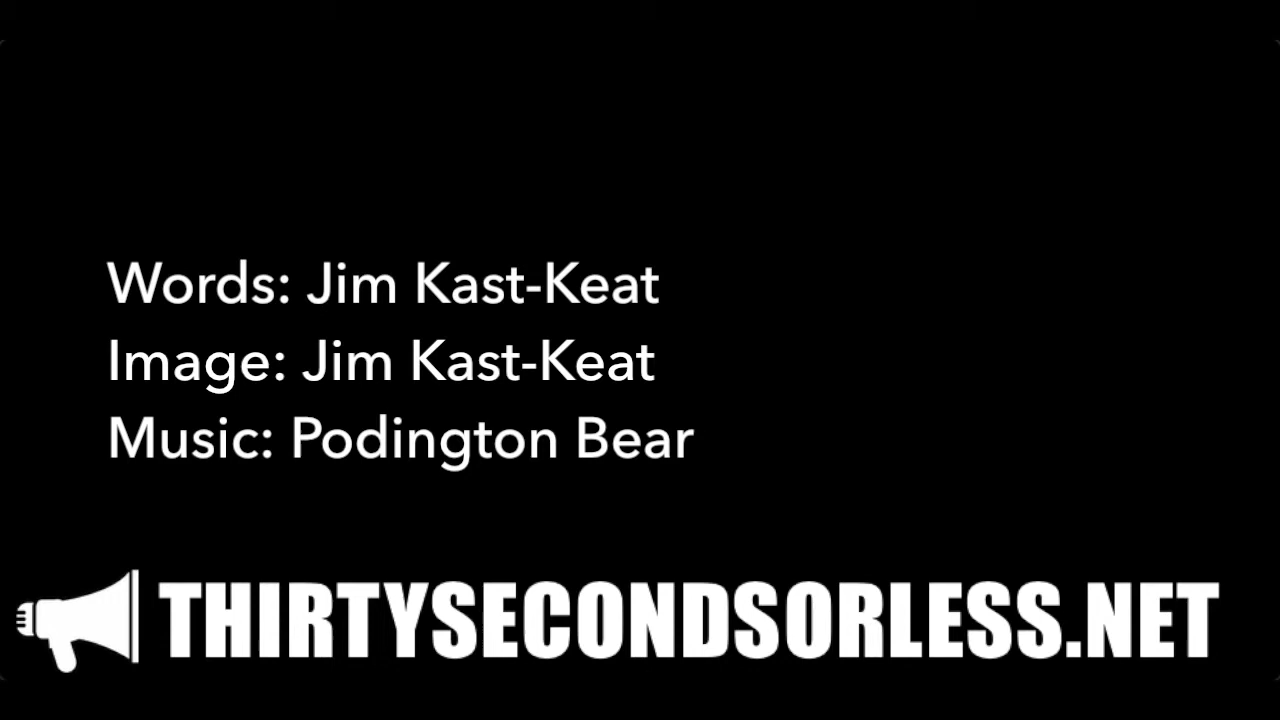 Words: Jim Kast-Keat
Image: Jim Kast-Keat
Music: Podington Bear
THIRTYSECONDSORLESS.NET